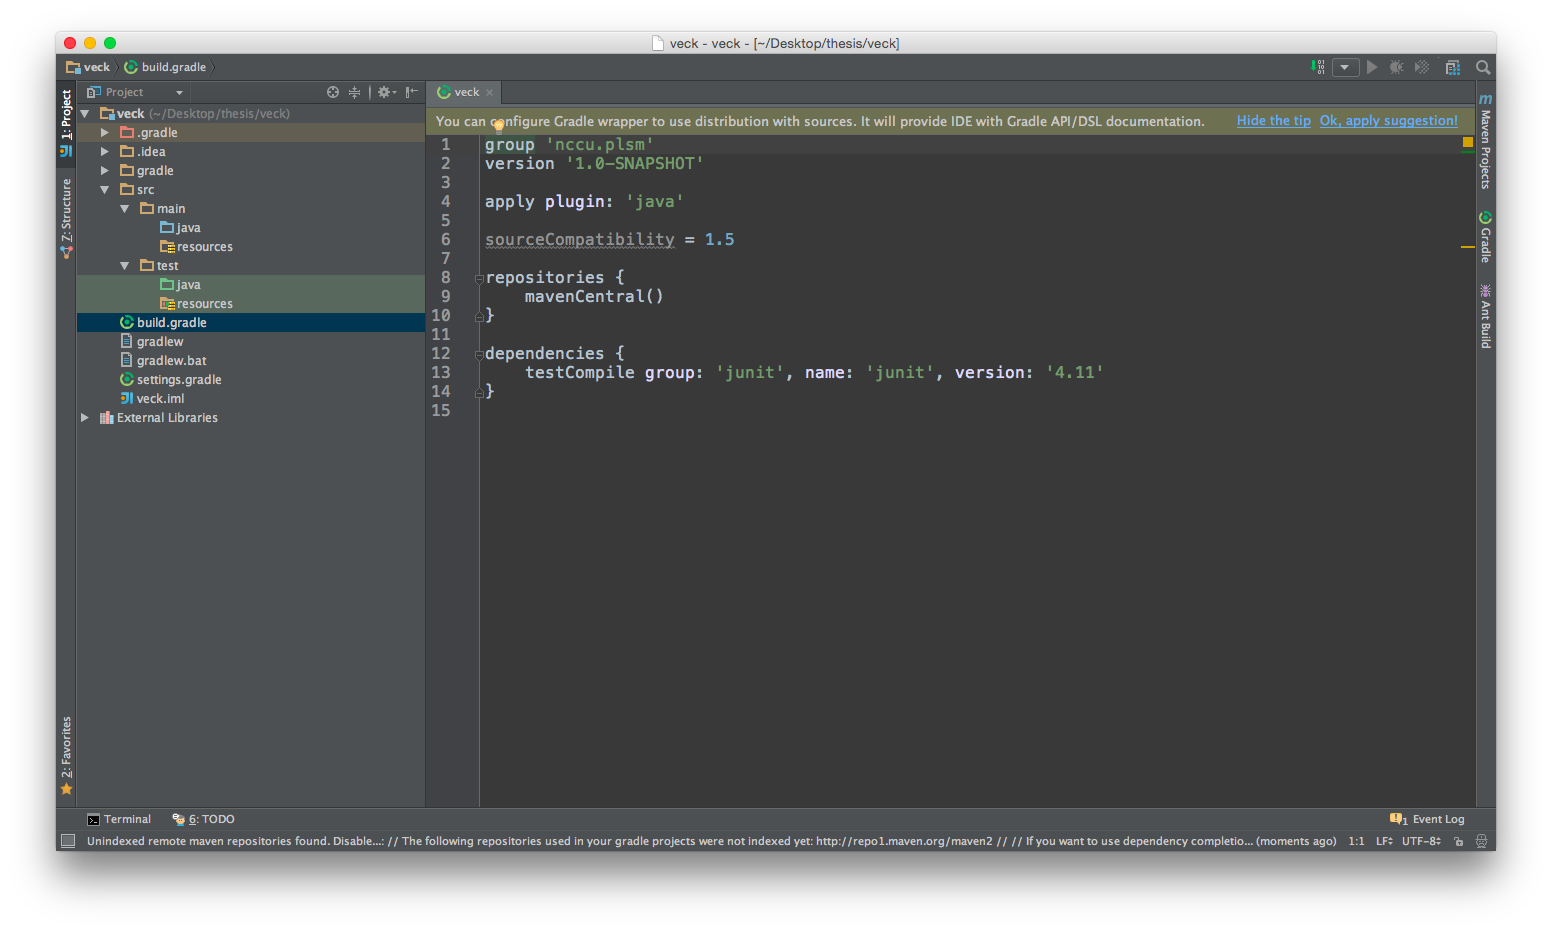 veck - veck - [~/Desktop/thesis/veck]
veck build.gradle
Project
veck
1: Project
7: Structure
2: Favorites
veck (~/Desktop/thesis/veck)
.gradle
.idea
gradle
src
main
java
resources
test
java
resources
build.gradle
gradlew
gradlew.bat
settings.gradle
veck.iml
External Libraries
You can configure Gradle wrapper to use distribution with sources. It will provide IDE with Gradle API/DSL documentation. Hide the tip Ok, apply suggestion!
1 group 'nccu.plsm'
2 version '1.0-SNAPSHOT'
3
4 apply plugin: 'java'
5
6 sourceCompatibility = 1.5
7
8 repositories {
9 mavenCentral()
10 }
11
12 dependencies {
13 testCompile group: 'junit', name: 'junit', version: '4.11'
14 }
15
m Maven Projects
Gradle
Ant Build
Terminal 6: TODO 1 Event Log
Unindexed remote maven repositories found. Disable...: // The following repositories used in your gradle projects were not indexed yet: http://repo1.maven.org/maven2 // // If you want to use dependency completio... (moments ago) 1:1 LF UTF-8